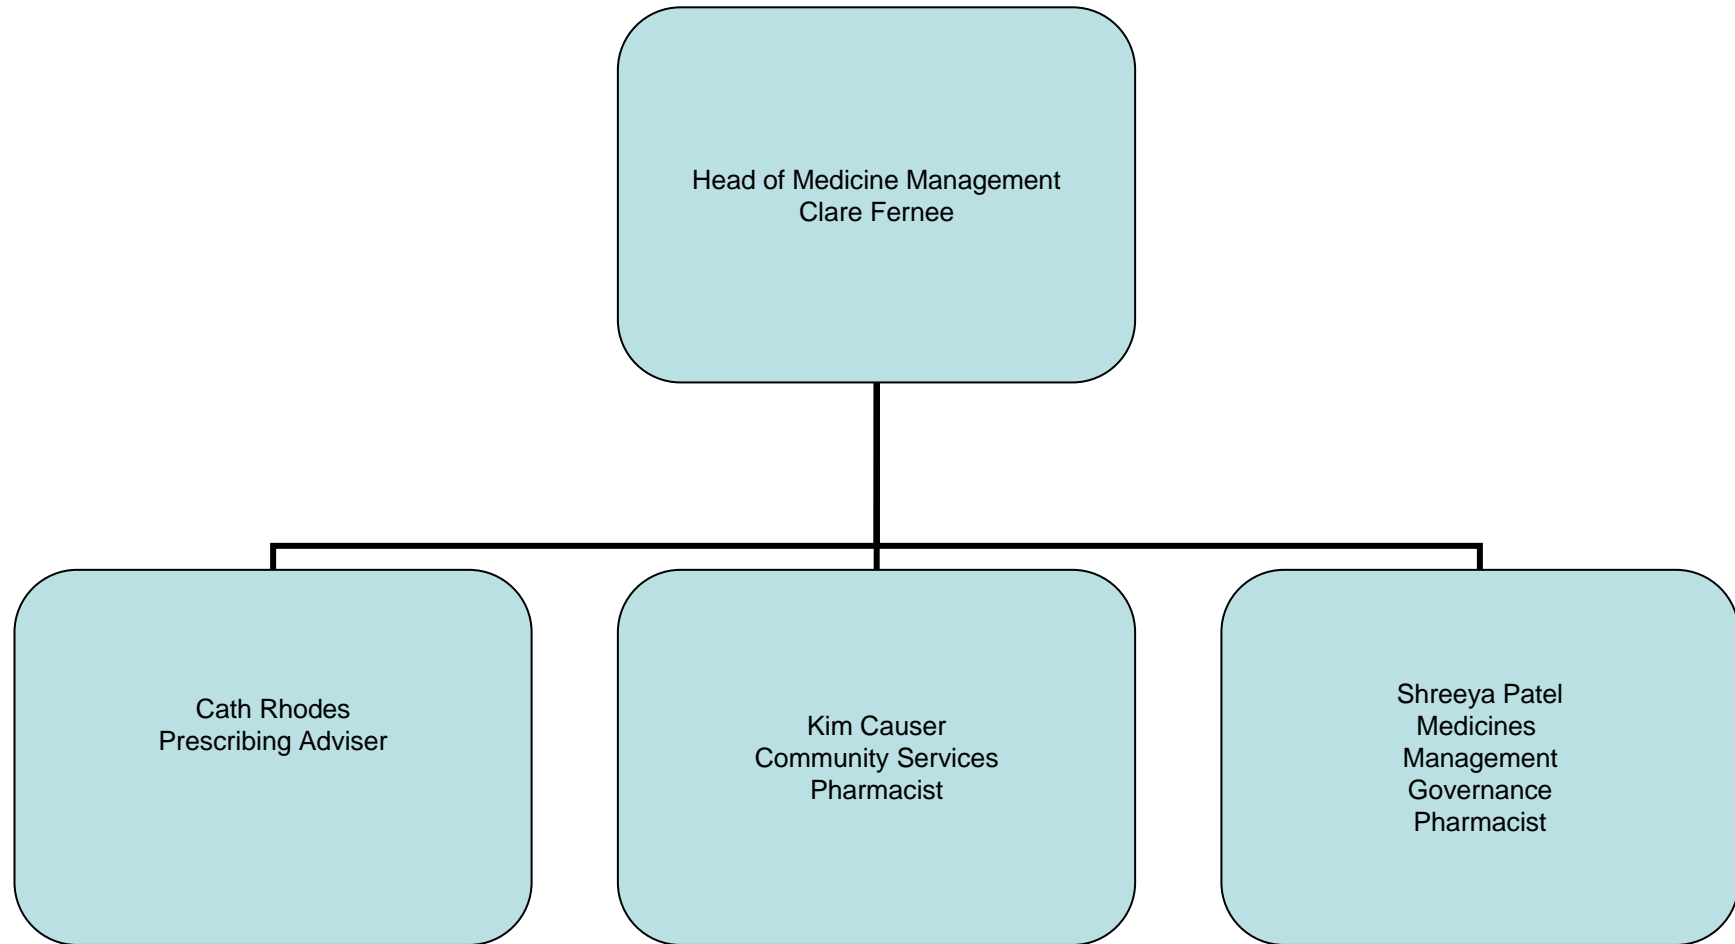 Head of Medicine Management
Clare Fernee
Cath Rhodes
Prescribing Adviser
Kim Causer
Community Services
Pharmacist
Shreeya Patel
Medicines
Management
Governance
Pharmacist